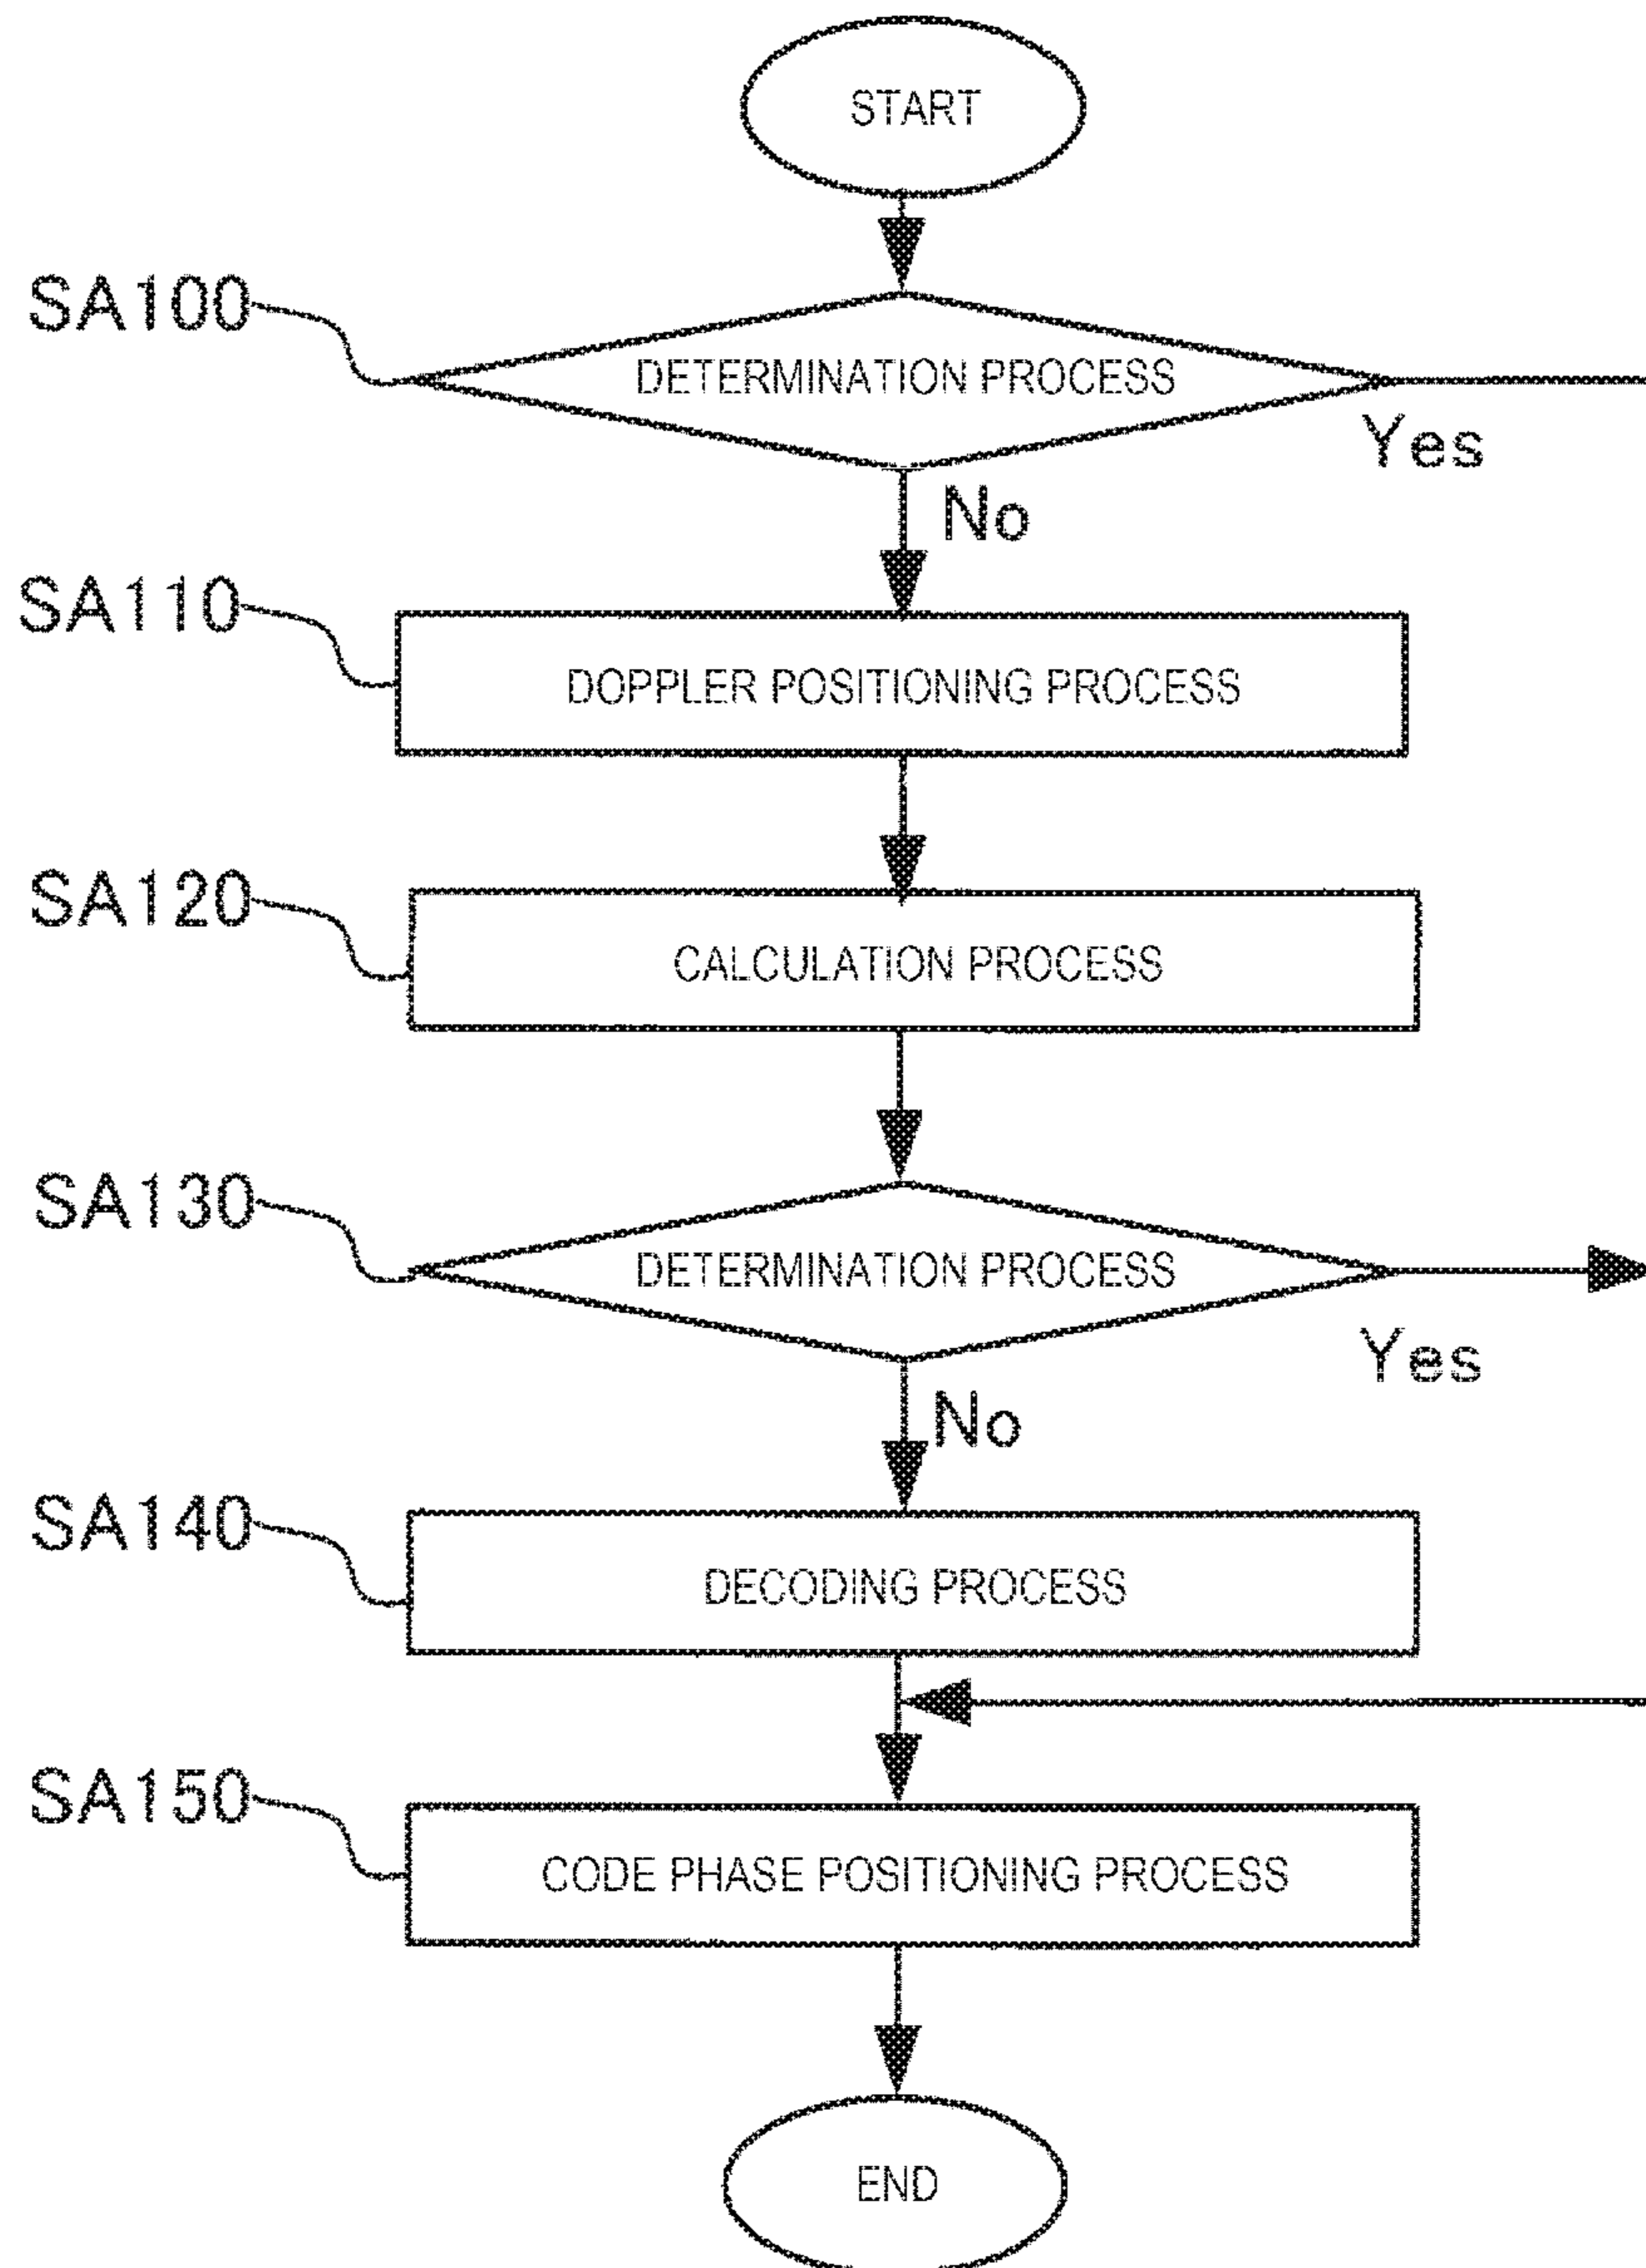 START
SA100
DETERMINATION PROCESS
Yes
No
SA110
DOPPLER POSITIONING PROCESS
SA120
CALCULATION PROCESS
SA130
DETERMINATION PROCESS
Yes
No
SA140
DECODING PROCESS
SA150
CODE PHASE POSITIONING PROCESS
END